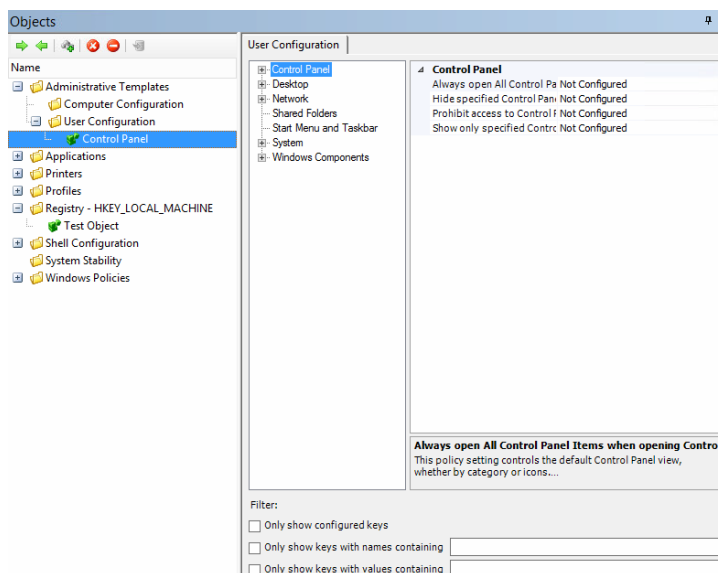 Objects
Name
Administrative Templates
Computer Configuration
User Configuration
Control Panel
Applications
Printers
Profiles
Registry - HKEY_LOCAL_MACHINE
Test Object
Shell Configuration
System Stability
Windows Policies
User Configuration
Control Panel
Desktop
Network
Shared Folders
Start Menu and Taskbar
System
Windows Components
Control Panel
Always open All Control Pa Not Configured
Hide specified Control Pan Not Configured
Prohibit access to Control Not Configured
Show only specified Contro Not Configured
Always open All Control Panel Items when opening Contro
This policy setting controls the default Control Panel view,
whether by category or icons....
Filter:
Only show configured keys
Only show keys with names containing
Only show keys with values containing